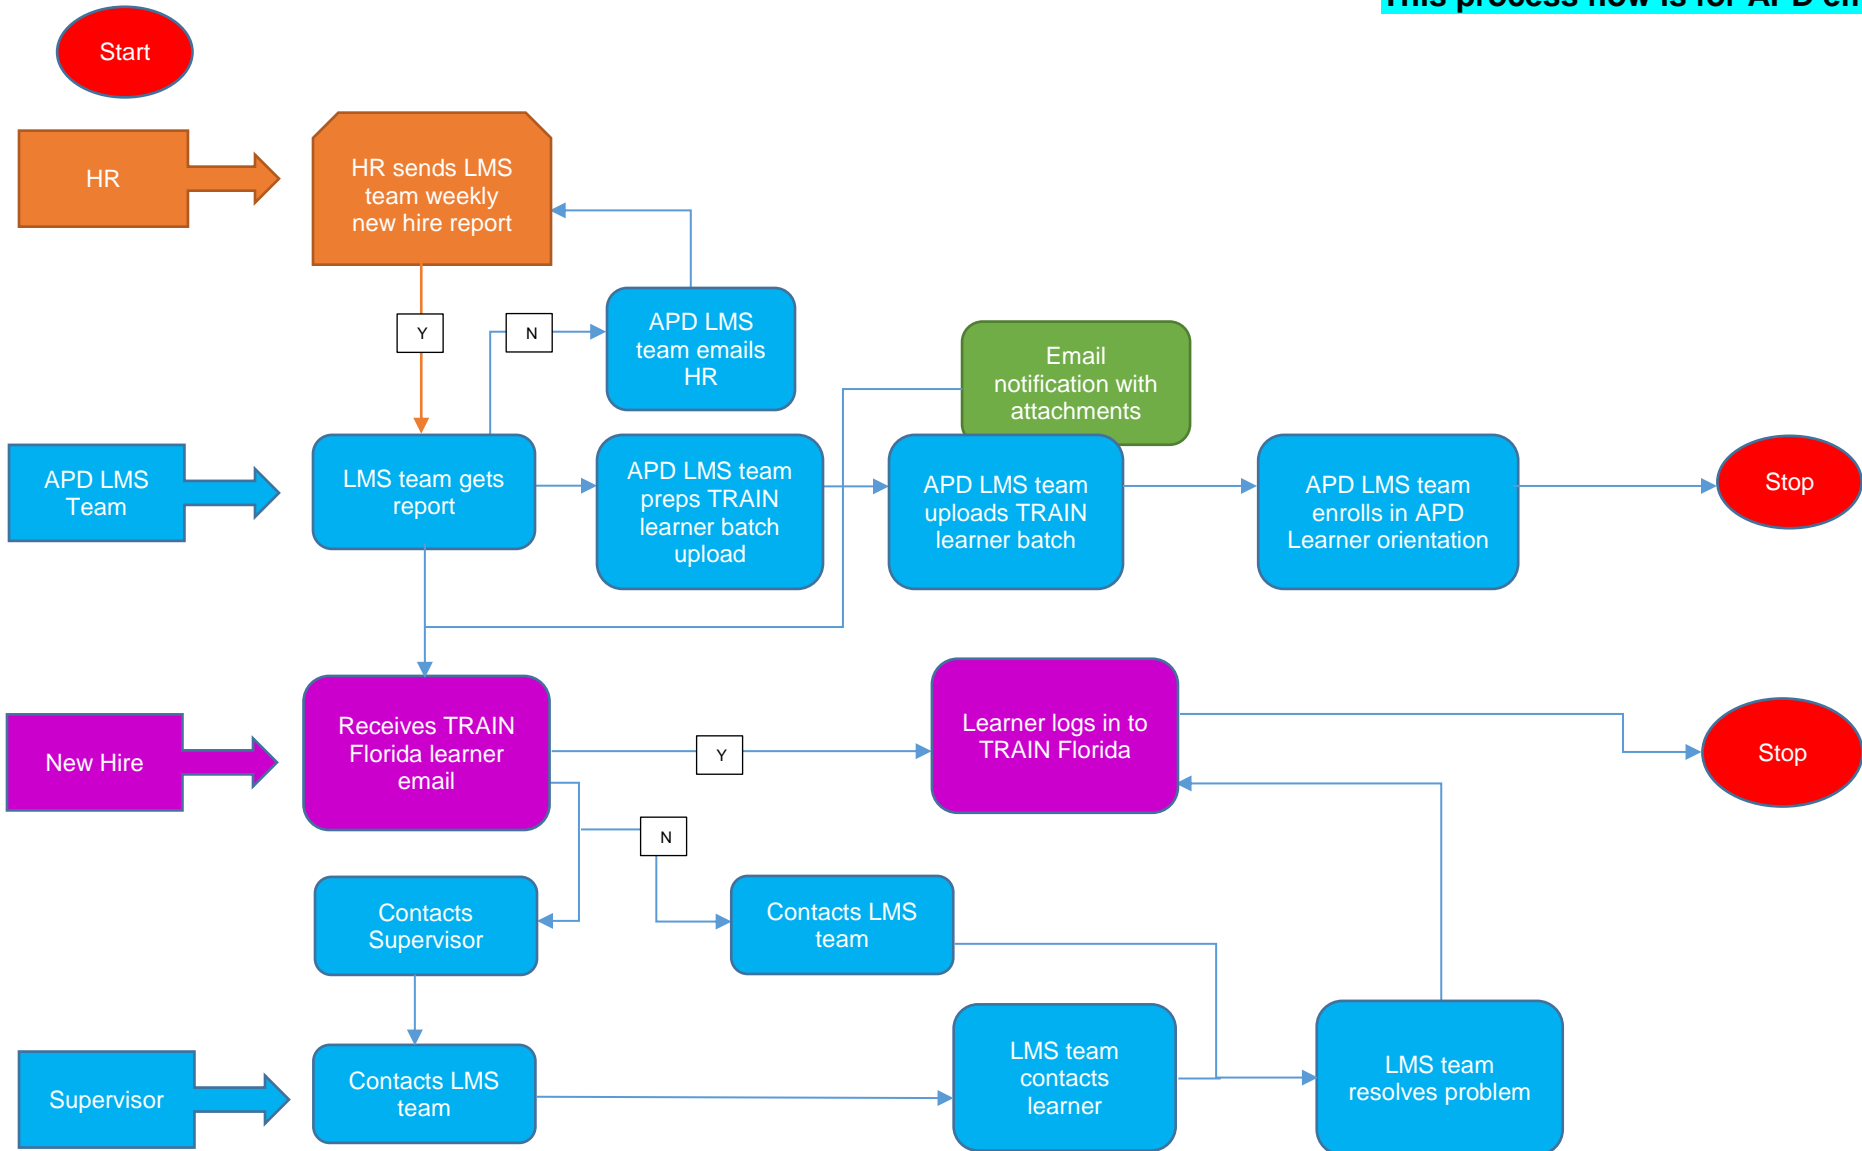 This process flow is for APD em
Start
HR
HR sends LMS
team weekly
new hire report
Y
N
APD LMS
team emails
HR
Email
notification with
attachments
APD LMS
Team
LMS team gets
report
APD LMS team
preps TRAIN
learner batch
upload
APD LMS team
uploads TRAIN
learner batch
APD LMS team
enrolls in APD
Learner orientation
Stop
New Hire
Receives TRAIN
Florida learner
email
Y
Learner logs in to
TRAIN Florida
Stop
N
Contacts
Supervisor
Contacts LMS
team
Supervisor
Contacts LMS
team
LMS team
contacts
learner
LMS team
resolves problem